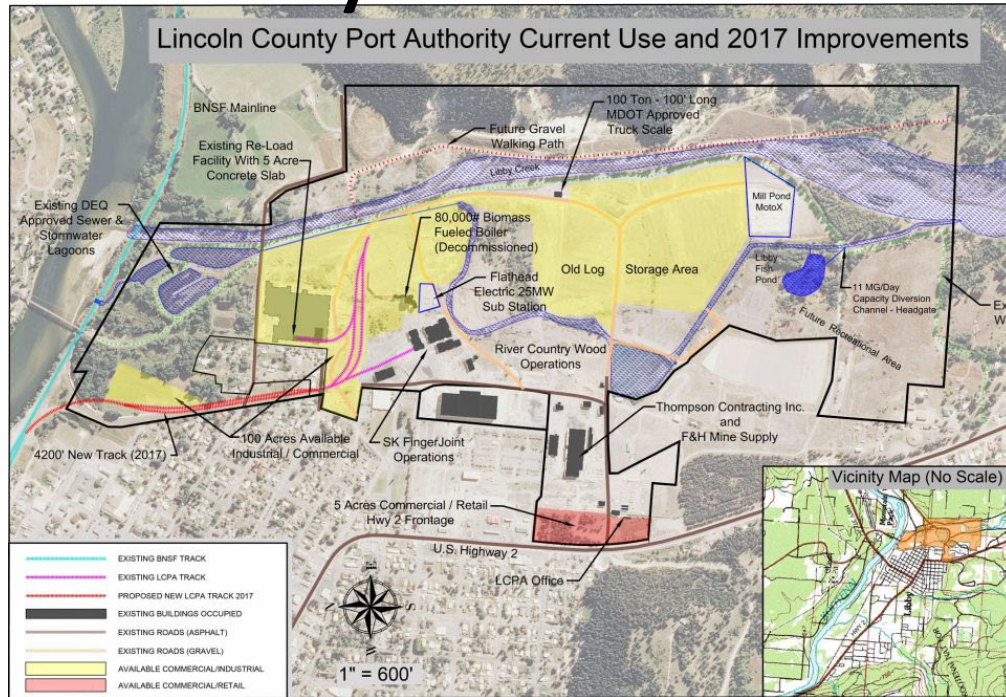 Lincoln County Port Authority Current Use and 2017 Improvements
BNSF Mainline
Existing Re-Load
Facility With 5 Acre
Concrete Slab
Future Gravel
Walking Path
100 Ton - 100' Long
MDOT Approved
Truck Scale
Libby Creek
Existing DEQ
Approved Sewer &
Stormwater
Lagoons
80,000# Biomass
Fueled Boiler
(Decommissioned)
Flathead
Electric 25MW
Sub Station
Old Log
Storage Area
Mill Pond
MotoX
Libby
Fish
Pond
11 MG/Day
Capacity Diversion
Channel - Headgate
Ex
W
Future Recreational Area
River Country Wood
Operations
4200' New Track (2017)
100 Acres Available
Industrial / Commercial
SK FingerJoint
Operations
Thompson Contracting Inc.
and
F&H Mine Supply
5 Acres Commercial / Retail
Hwy 2 Frontage
U.S. Highway 2
LCPA Office
1" = 600'
EXISTING BNSF TRACK
EXISTING LCPA TRACK
PROPOSED NEW LCPA TRACK 2017
EXISTING BUILDINGS OCCUPIED
EXISTING ROADS (ASPHALT)
EXISTING ROADS (GRAVEL)
AVAILABLE COMMERCIAL/INDUSTRIAL
AVAILABLE COMMERCIAL/RETAIL
Vicinity Map (No Scale)
Libby
HWY 2